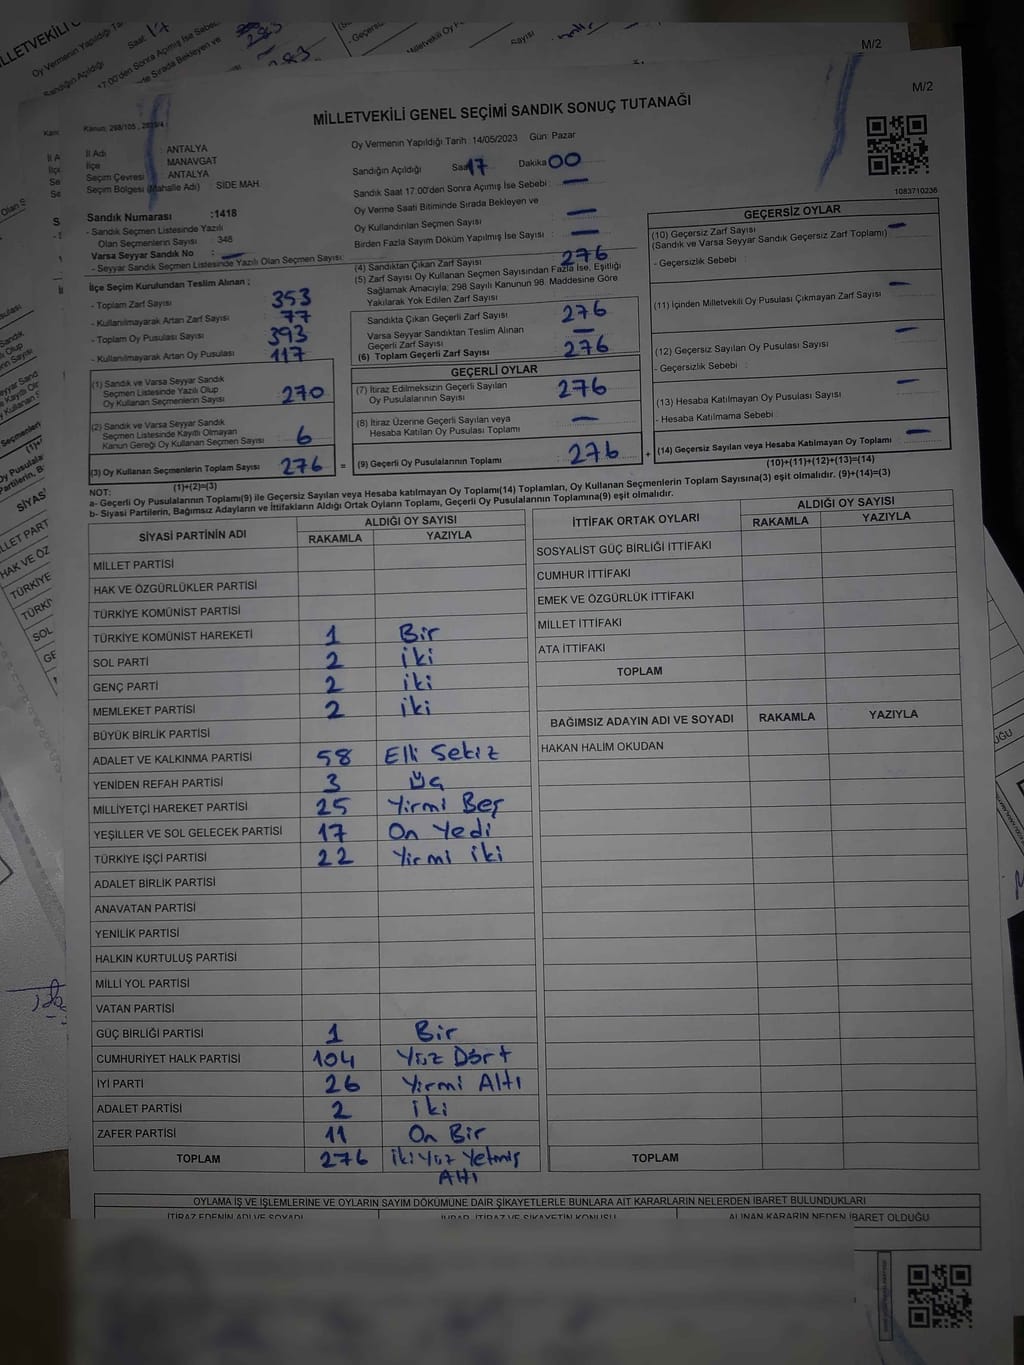 M/2
M/2
MİLLETVEKİLİ GENEL SEÇİMİ SANDIK SONUÇ TUTANAĞI
Kanun: 298/105
İl Adı : ANTALYA
İlçe : MANAVGAT
Seçim Çevresi : ANTALYA
Seçim Bölgesi (Mahalle Adı) : SIDE MAH.
Oy Vermenin Yapıldığı Tarih : 14/05/2023 Gün: Pazar
Sandığın Açıldığı Saat 17 Dakika 00
Sandık Saat 17:00'den Sonra Açımış İse Sebebi : —
Oy Verme Saati Bitiminde Sırada Bekleyen ve
Oy Kullandırılan Seçmen Sayısı : —
Birden Fazla Sayım Döküm Yapılmış İse Sayısı : —
1083710236
Sandık Numarası :1418
- Sandık Seçmen Listesinde Yazılı
Olan Seçmenlerin Sayısı : 346
Varsa Seyyar Sandık No : —
- Seyyar Sandık Seçmen Listesinde Yazılı Olan Seçmen Sayısı:
İlçe Seçim Kurulundan Teslim Alınan ;
- Toplam Zarf Sayısı 353
- Kullanılmayarak Artan Zarf Sayısı : 77
- Toplam Oy Pusulası Sayısı 393
- Kullanılmayarak Artan Oy Pusulası 117
(1) Sandık ve Varsa Seyyar Sandık
Seçmen Listesinde Yazılı Olup
Oy Kullanan Seçmenlerin Sayısı : 270
(2) Sandık ve Varsa Seyyar Sandık
Seçmen Listesinde Kayıtlı Olmayan
Kanun Gereği Oy Kullanan Seçmen Sayısı 6
(3) Oy Kullanan Seçmenlerin Toplam Sayısı 276
(1)+(2)=(3)
(4) Sandıktan Çıkan Zarf Sayısı 276
(5) Zarf Sayısı Oy Kullanan Seçmen Sayısından Fazla İse, Eşitliği
Sağlamak Amacıyla; 298 Sayılı Kanunun 98. Maddesine Göre
Yakılarak Yok Edilen Zarf Sayısı
Sandıkta Çıkan Geçerli Zarf Sayısı : 276
Varsa Seyyar Sandıktan Teslim Alınan
Geçerli Zarf Sayısı : —
(6) Toplam Geçerli Zarf Sayısı : 276
GEÇERLİ OYLAR
(7) İtiraz Edilmeksizin Geçerli Sayılan
Oy Pusulalarının Sayısı : 276
(8) İtiraz Üzerine Geçerli Sayılan veya
Hesaba Katılan Oy Pusulası Toplamı : —
= (9) Geçerli Oy Pusulalarının Toplamı : 276 +
GEÇERSİZ OYLAR
(10) Geçersiz Zarf Sayısı —
(Sandık ve Varsa Seyyar Sandık Geçersiz Zarf Toplamı)
- Geçersizlik Sebebi :
(11) İçinden Milletvekili Oy Pusulası Çıkmayan Zarf Sayısı —
(12) Geçersiz Sayılan Oy Pusulası Sayısı —
- Geçersizlik Sebebi :
(13) Hesaba Katılmayan Oy Pusulası Sayısı —
- Hesaba Katılmama Sebebi :
(14) Geçersiz Sayılan veya Hesaba Katılmayan Oy Toplamı —
(10)+(11)+(12)+(13)=(14)
NOT:
a- Geçerli Oy Pusulalarının Toplamı(9) ile Geçersiz Sayılan veya Hesaba katılmayan Oy Toplamı(14) Toplamları, Oy Kullanan Seçmenlerin Toplam Sayısına(3) eşit olmalıdır. (9)+(14)=(3)
b- Siyasi Partilerin, Bağımsız Adayların ve İttifakların Aldığı Ortak Oyların Toplamı, Geçerli Oy Pusulalarının Toplamına(9) eşit olmalıdır.
SİYASİ PARTİNİN ADI
ALDIĞI OY SAYISI
RAKAMLA YAZIYLA
MİLLET PARTİSİ
HAK VE ÖZGÜRLÜKLER PARTİSİ
TÜRKİYE KOMÜNİST PARTİSİ
TÜRKİYE KOMÜNİST HAREKETİ 1 Bir
SOL PARTİ 2 iki
GENÇ PARTİ 2 iki
MEMLEKET PARTİSİ 2 iki
BÜYÜK BİRLİK PARTİSİ
ADALET VE KALKINMA PARTİSİ 58 Elli Sekiz
YENİDEN REFAH PARTİSİ 3 Üç
MİLLİYETÇİ HAREKET PARTİSİ 25 Yirmi Beş
YEŞİLLER VE SOL GELECEK PARTİSİ 17 On Yedi
TÜRKİYE İŞÇİ PARTİSİ 22 Yirmi iki
ADALET BİRLİK PARTİSİ
ANAVATAN PARTİSİ
YENİLİK PARTİSİ
HALKIN KURTULUŞ PARTİSİ
MİLLİ YOL PARTİSİ
VATAN PARTİSİ
GÜÇ BİRLİĞİ PARTİSİ 1 Bir
CUMHURİYET HALK PARTİSİ 104 Yüz Dört
İYİ PARTİ 26 Yirmi Altı
ADALET PARTİSİ 2 iki
ZAFER PARTİSİ 11 On Bir
TOPLAM 276 iki Yüz Yetmiş
Altı
İTTİFAK ORTAK OYLARI
ALDIĞI OY SAYISI
RAKAMLA YAZIYLA
SOSYALİST GÜÇ BİRLİĞİ İTTİFAKI
CUMHUR İTTİFAKI
EMEK VE ÖZGÜRLÜK İTTİFAKI
MİLLET İTTİFAKI
ATA İTTİFAKI
TOPLAM
BAĞIMSIZ ADAYIN ADI VE SOYADI RAKAMLA YAZIYLA
HAKAN HALİM OKUDAN
TOPLAM
OYLAMA İŞ VE İŞLEMLERİNE VE OYLARIN SAYIM DÖKÜMÜNE DAİR ŞİKAYETLERLE BUNLARA AİT KARARLARIN NELERDEN İBARET BULUNDUKLARI
İTİRAZ EDENİN ADI VE SOYADI
İTİRAZ VE ŞİKAYETİN KONUSU
ALINAN KARARIN NEDEN İBARET OLDUĞU